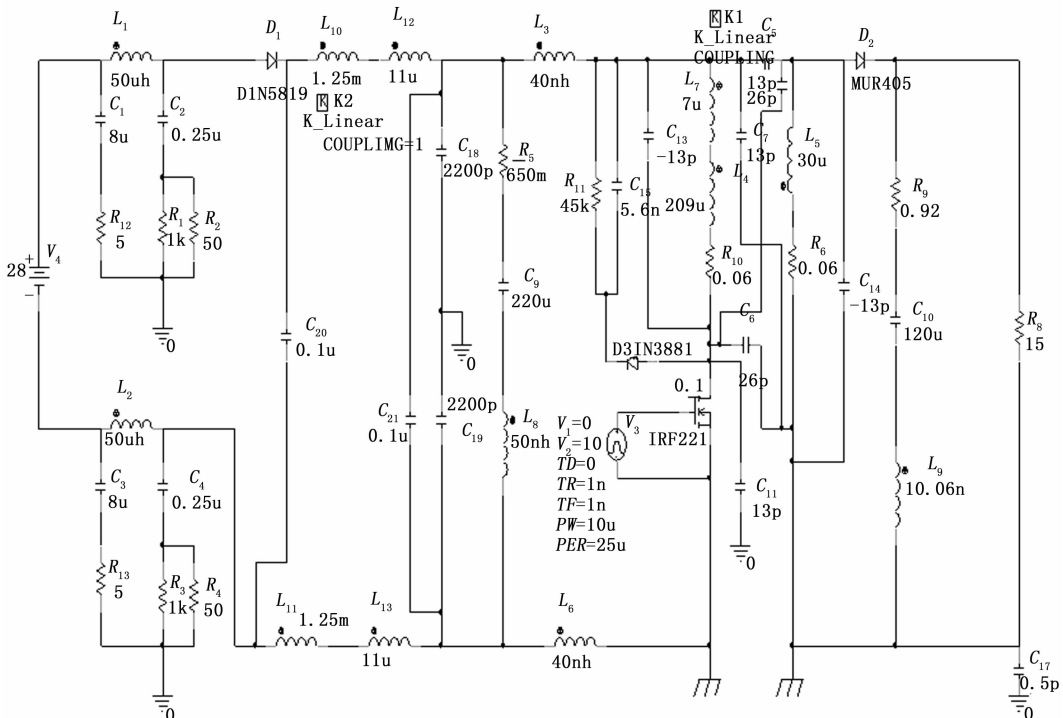 L1
50uh
D1
D1N5819
L10
1.25m
L12
11u
K K2
K_Linear
COUPLIMG=1
L3
40nh
K K1
K_Linear
COUPLING
C5
13p
26p
D2
MUR405
C1
8u
C2
0.25u
C18
2200p
R5
650m
C13
-13p
L7
7u
C7
13p
L5
30u
R12
5
R1
1k
R2
50
R11
45k
C15
5.6n
L4
209u
R9
0.92
28
+
V4
-
0
C9
220u
R10
0.06
R6
0.06
C14
-13p
C20
0.1u
0
C6
26p
C10
120u
R8
15
D3IN3881
L2
50uh
C21
0.1u
2200p
C19
L8
50nh
0.1
IRF221
V3
V1=0
V2=10
TD=0
TR=1n
TF=1n
PW=10u
PER=25u
C3
8u
C4
0.25u
C11
13p
0
L9
10.06n
R13
5
R3
1k
R4
50
L11
1.25m
L13
11u
L6
40nh
C17
0.5p
0
0